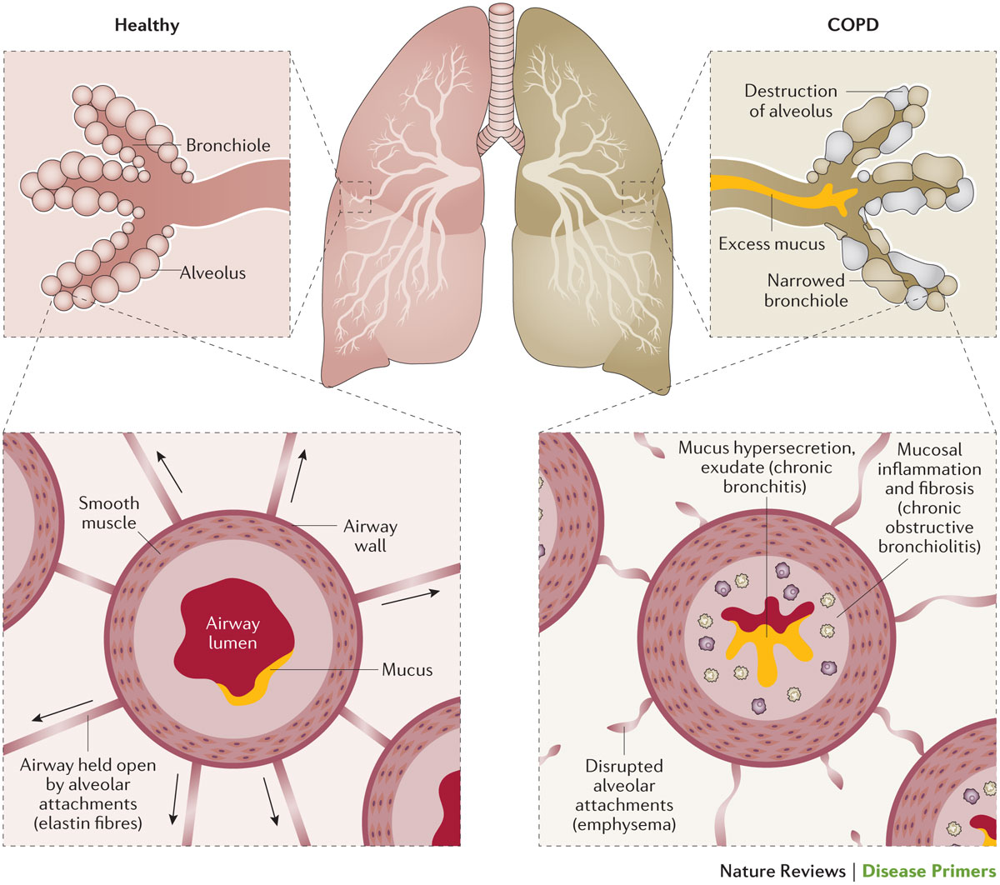 Healthy
COPD
Bronchiole
Alveolus
Destruction
of alveolus
Excess mucus
Narrowed
bronchiole
Smooth
muscle
Airway
wall
Airway
lumen
Mucus
Airway held open
by alveolar
attachments
(elastin fibres)
Mucus hypersecretion,
exudate (chronic
bronchitis)
Mucosal
inflammation
and fibrosis
(chronic
obstructive
bronchiolitis)
Disrupted
alveolar
attachments
(emphysema)
Nature Reviews | Disease Primers